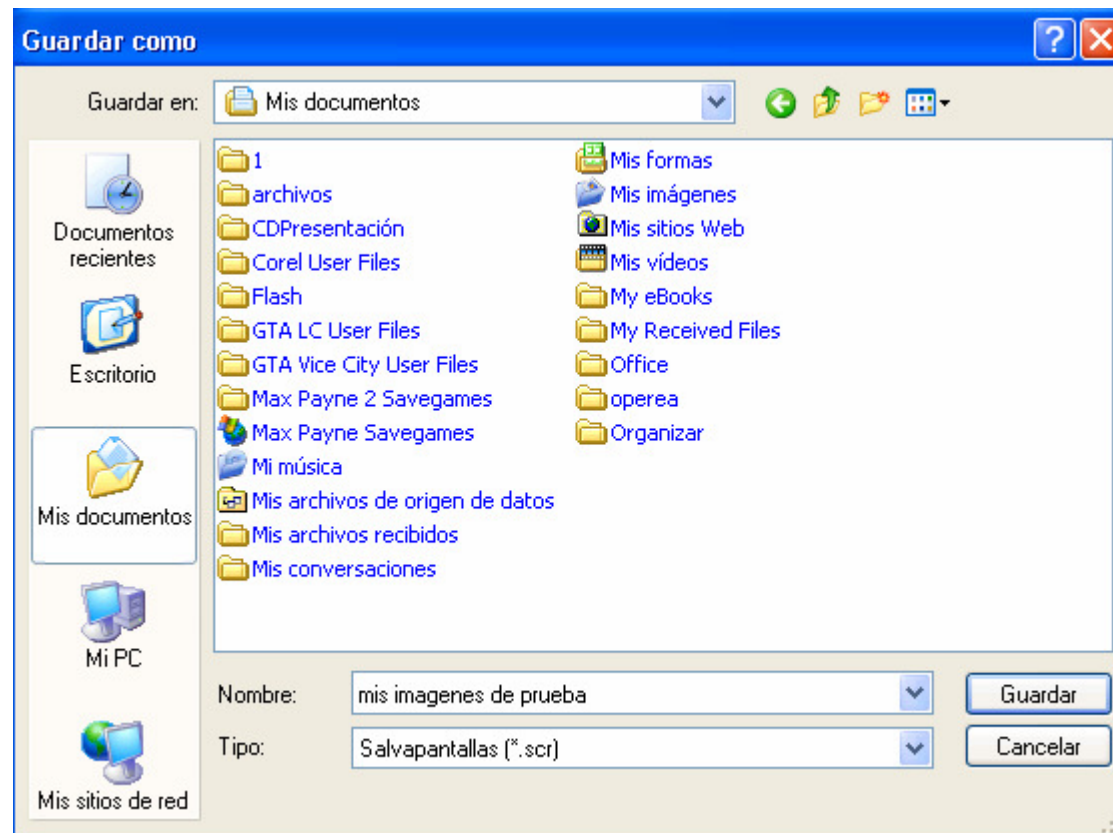 Guardar como
Guardar en:
Mis documentos
Documentos
recientes
Escritorio
Mis documentos
Mi PC
Mis sitios de red
1
archivos
CDPresentación
Corel User Files
Flash
GTA LC User Files
GTA Vice City User Files
Max Payne 2 Savegames
Max Payne Savegames
Mi música
Mis archivos de origen de datos
Mis archivos recibidos
Mis conversaciones
Mis formas
Mis imágenes
Mis sitios Web
Mis vídeos
My eBooks
My Received Files
Office
operea
Organizar
Nombre:
mis imagenes de prueba
Guardar
Tipo:
Salvapantallas (*.scr)
Cancelar